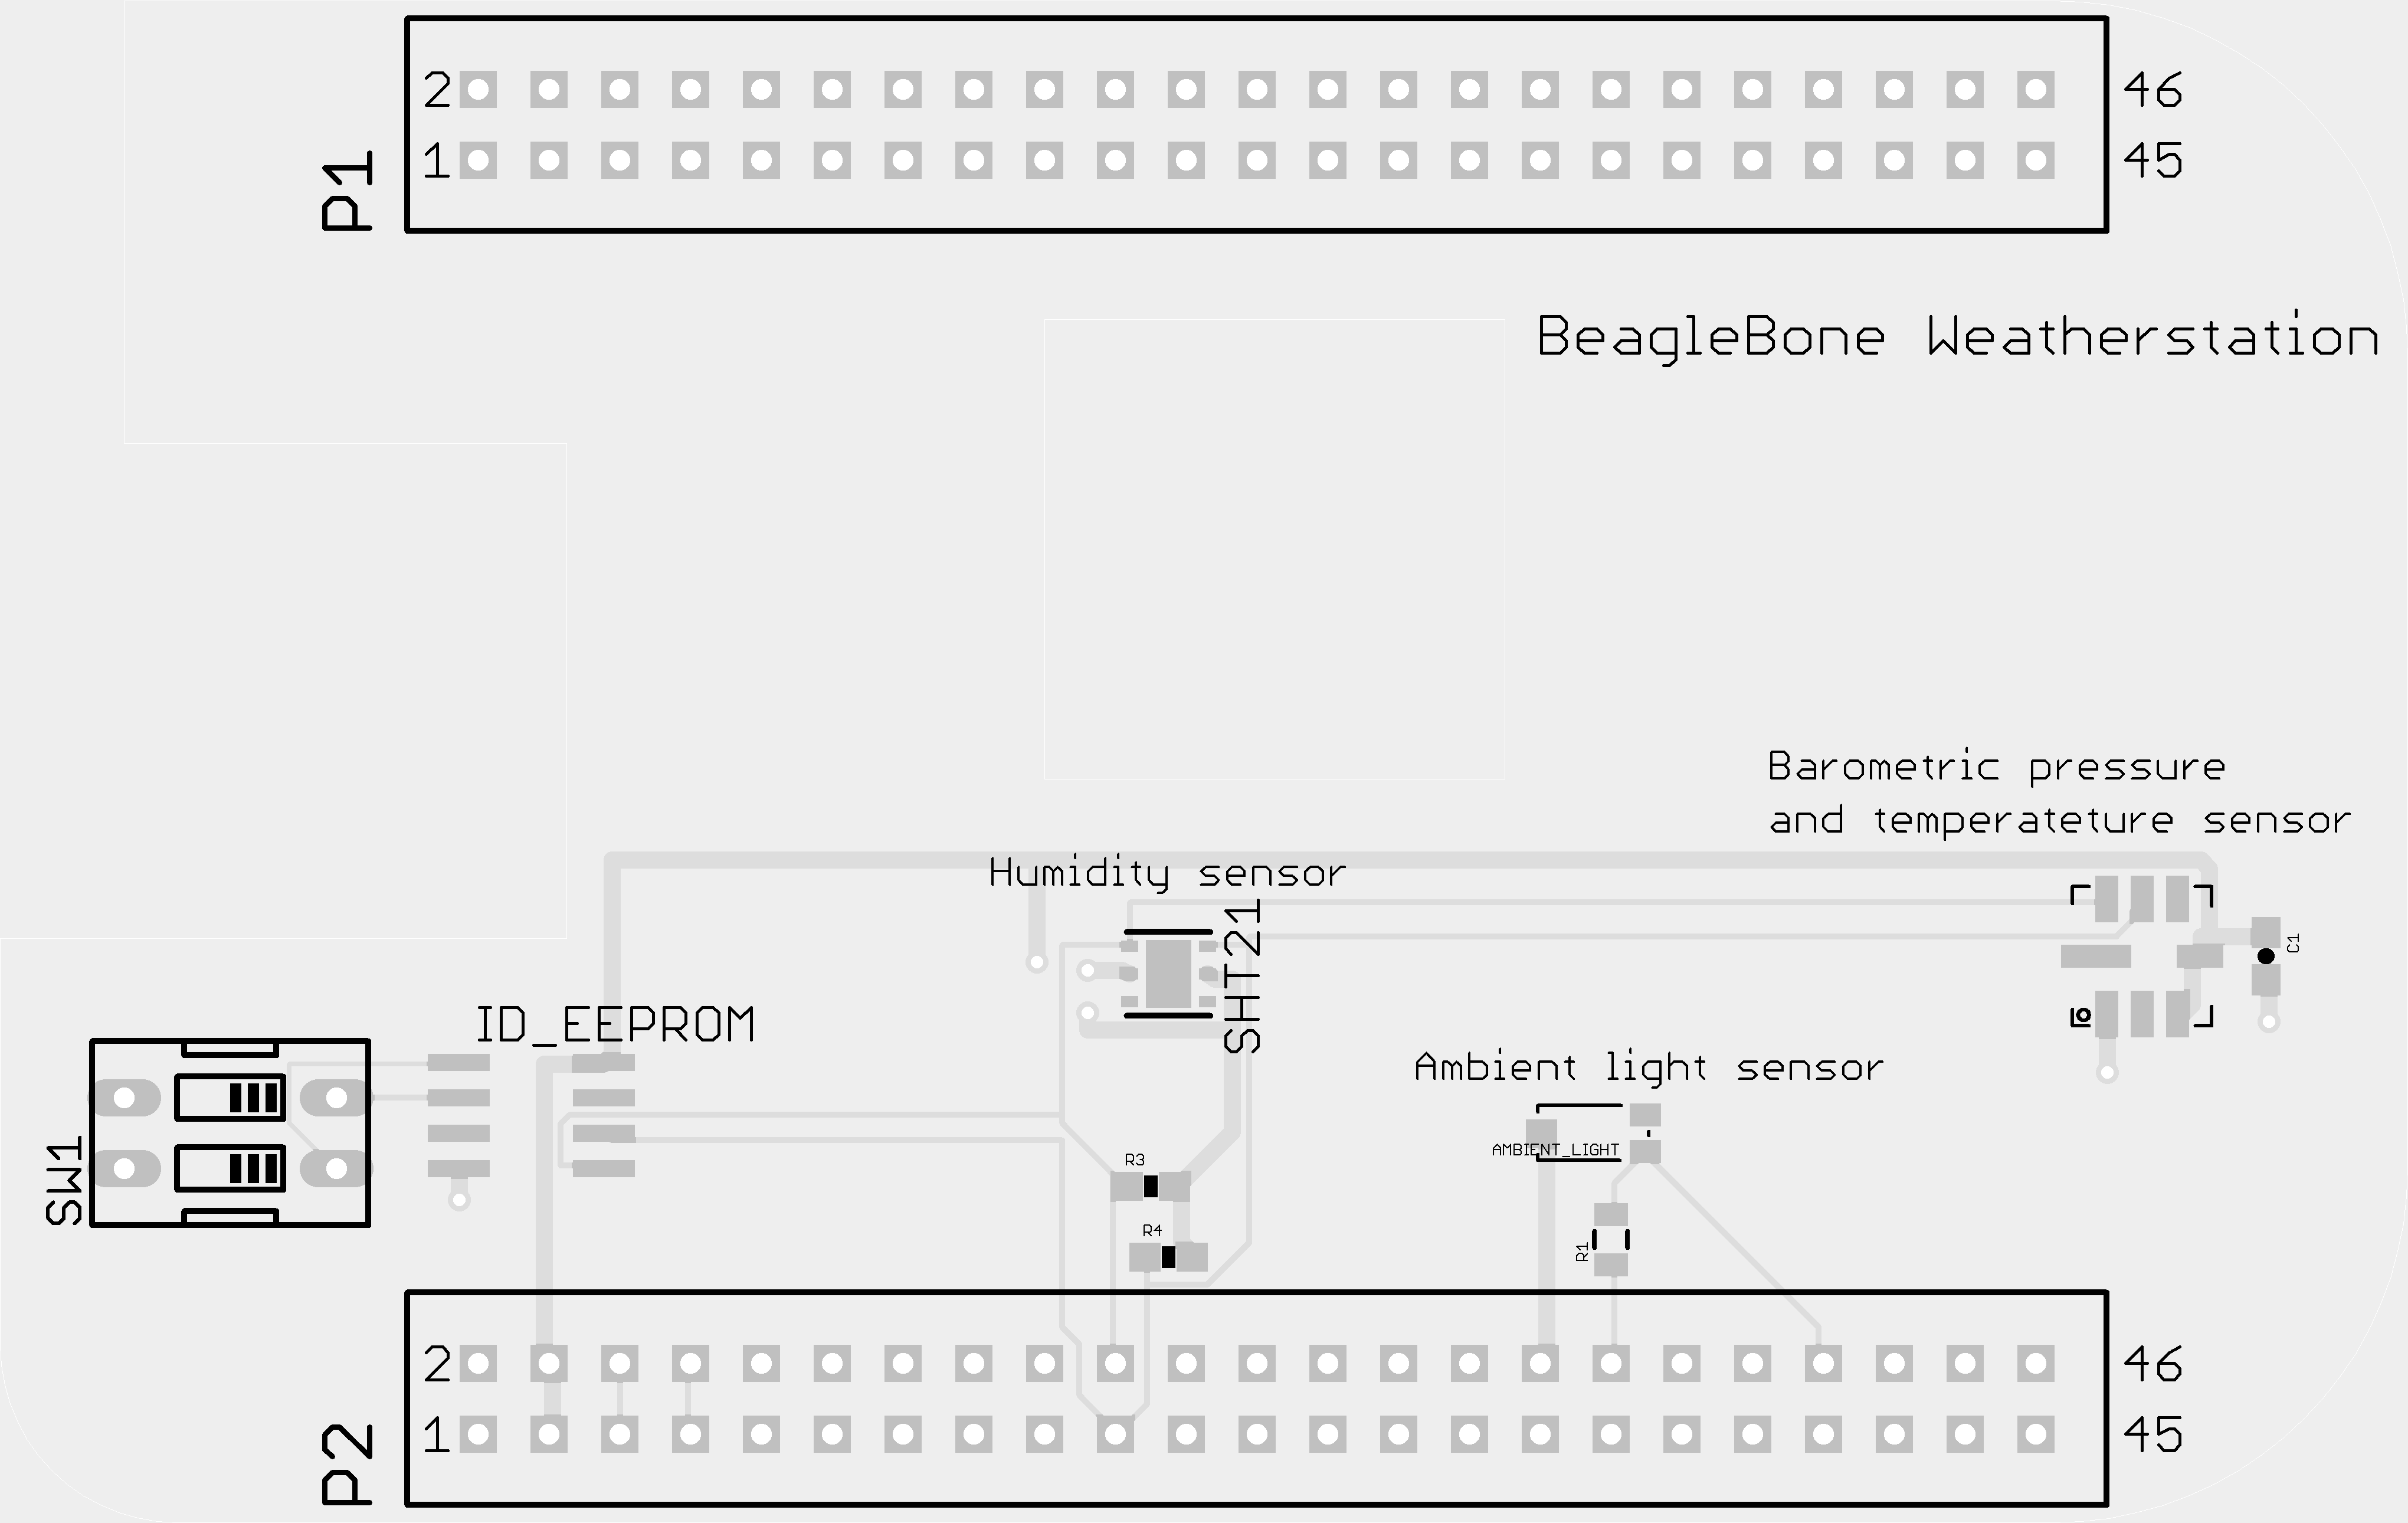 2 46
1 45
P1
BeagleBone Weatherstation
Barometric pressure
and temperateture sensor
Humidity sensor
SHT21
C1
ID_EEPROM
Ambient light sensor
AMBIENT_LIGHT
SW1
R3
R4
R1
2 46
1 45
P2